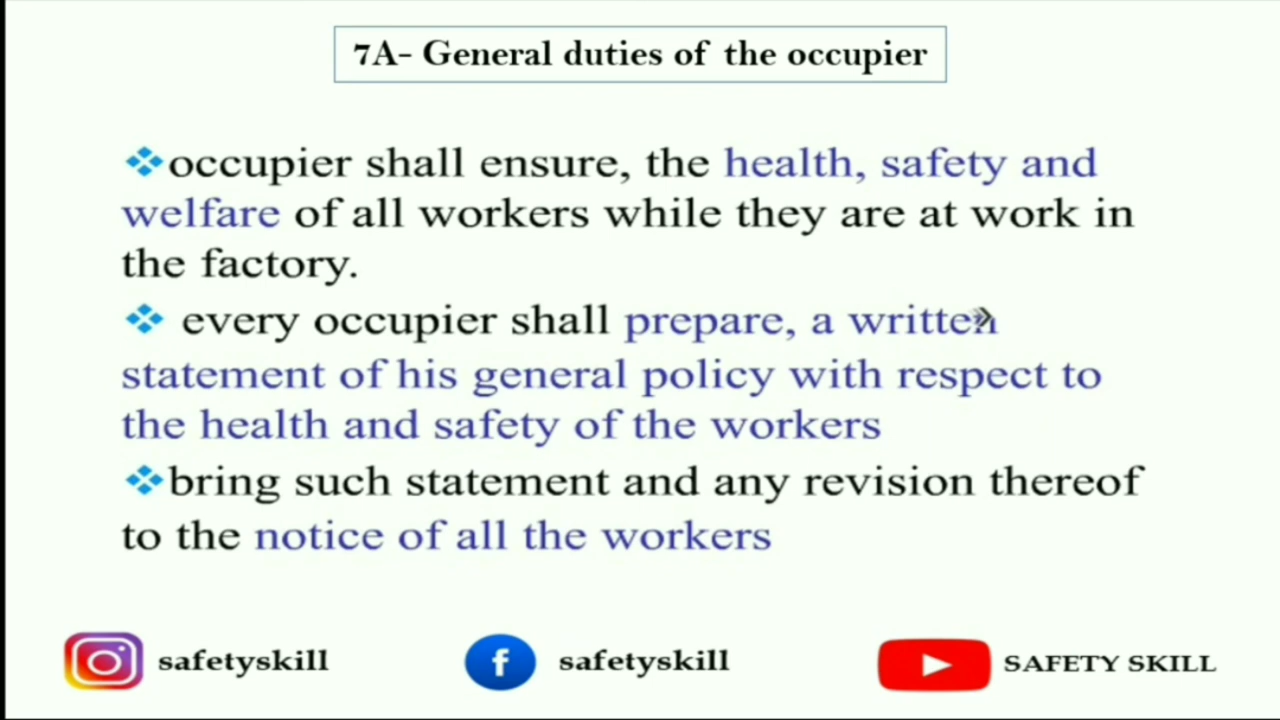 7A- General duties of the occupier
occupier shall ensure, the health, safety and
welfare of all workers while they are at work in
the factory.
every occupier shall prepare, a written
statement of his general policy with respect to
the health and safety of the workers
bring such statement and any revision thereof
to the notice of all the workers
safetyskill
safetyskill
SAFETY SKILL